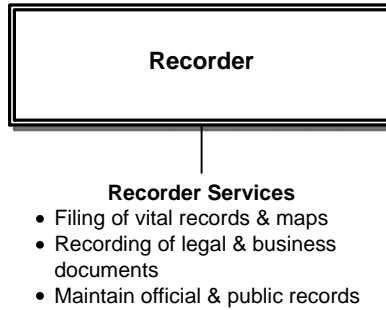 Recorder
Recorder Services
• Filing of vital records & maps
• Recording of legal & business
documents
• Maintain official & public records